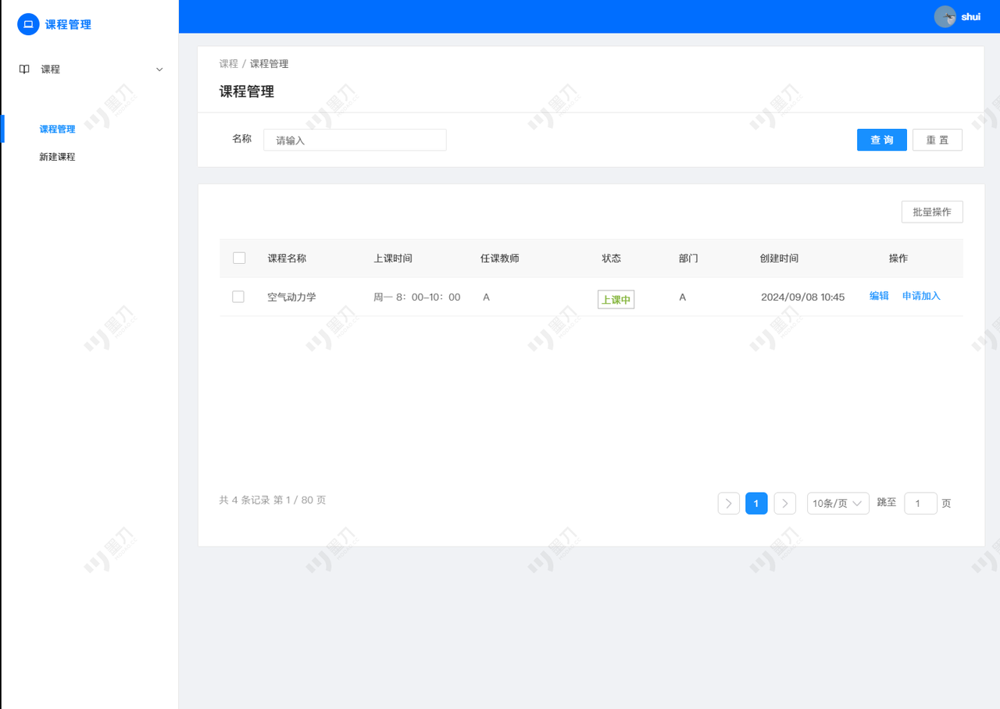 课程管理
shui
课程
课程 / 课程管理
课程管理
课程管理
新建课程
名称 请输入 查 询 重 置
批量操作
课程名称 上课时间 任课教师 状态 部门 创建时间 操作
空气动力学 周一 8：00-10：00 A 上课中 A 2024/09/08 10:45 编辑 申请加入
共 4 条记录 第 1 / 80 页 1 10条/页 跳至 1 页
墨刀
MODAO.CC